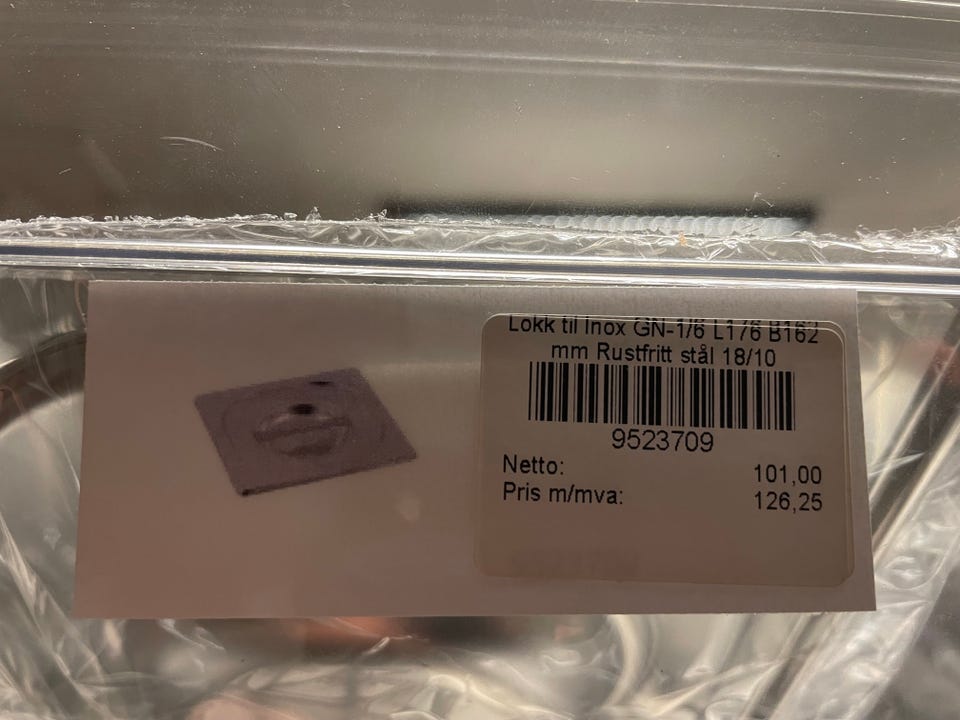 Lokk til Inox GN-1/6 L176 B162
mm Rustfritt stål 18/10
9523709
Netto: 101,00
Pris m/mva: 126,25